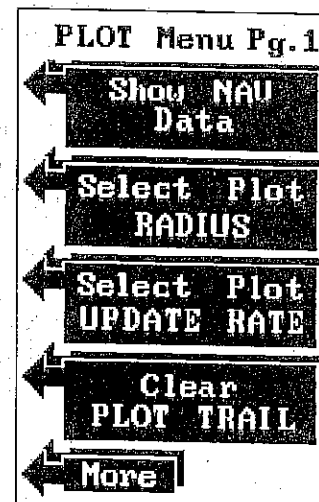 PLOT Menu Pg.1
Show NAV
Data
Select Plot
RADIUS
Select Plot
UPDATE RATE
Clear
PLOT TRAIL
More